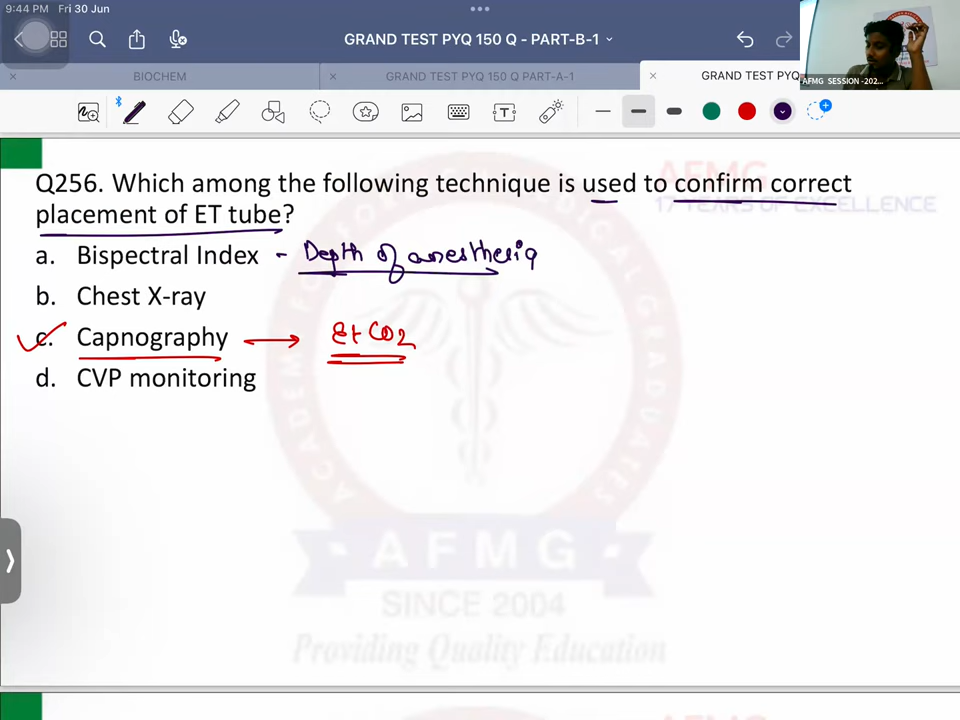 9:44 PM Fri 30 Jun
GRAND TEST PYQ 150 Q - PART-B-1
BIOCHEM
GRAND TEST PYQ 150 Q PART-A-1
GRAND TEST PYQ
AFMG SESSION -202...
AFMG
17 YEARS OF EXCELLENCE
Q256. Which among the following technique is used to confirm correct
placement of ET tube?
a. Bispectral Index - Depth of anesthesia
b. Chest X-ray
c. Capnography → EtCO2
d. CVP monitoring
ACCADEMY FOR FOREIGN MEDICAL GRADUATES
AFMG
SINCE 2004
Providing Quality Education